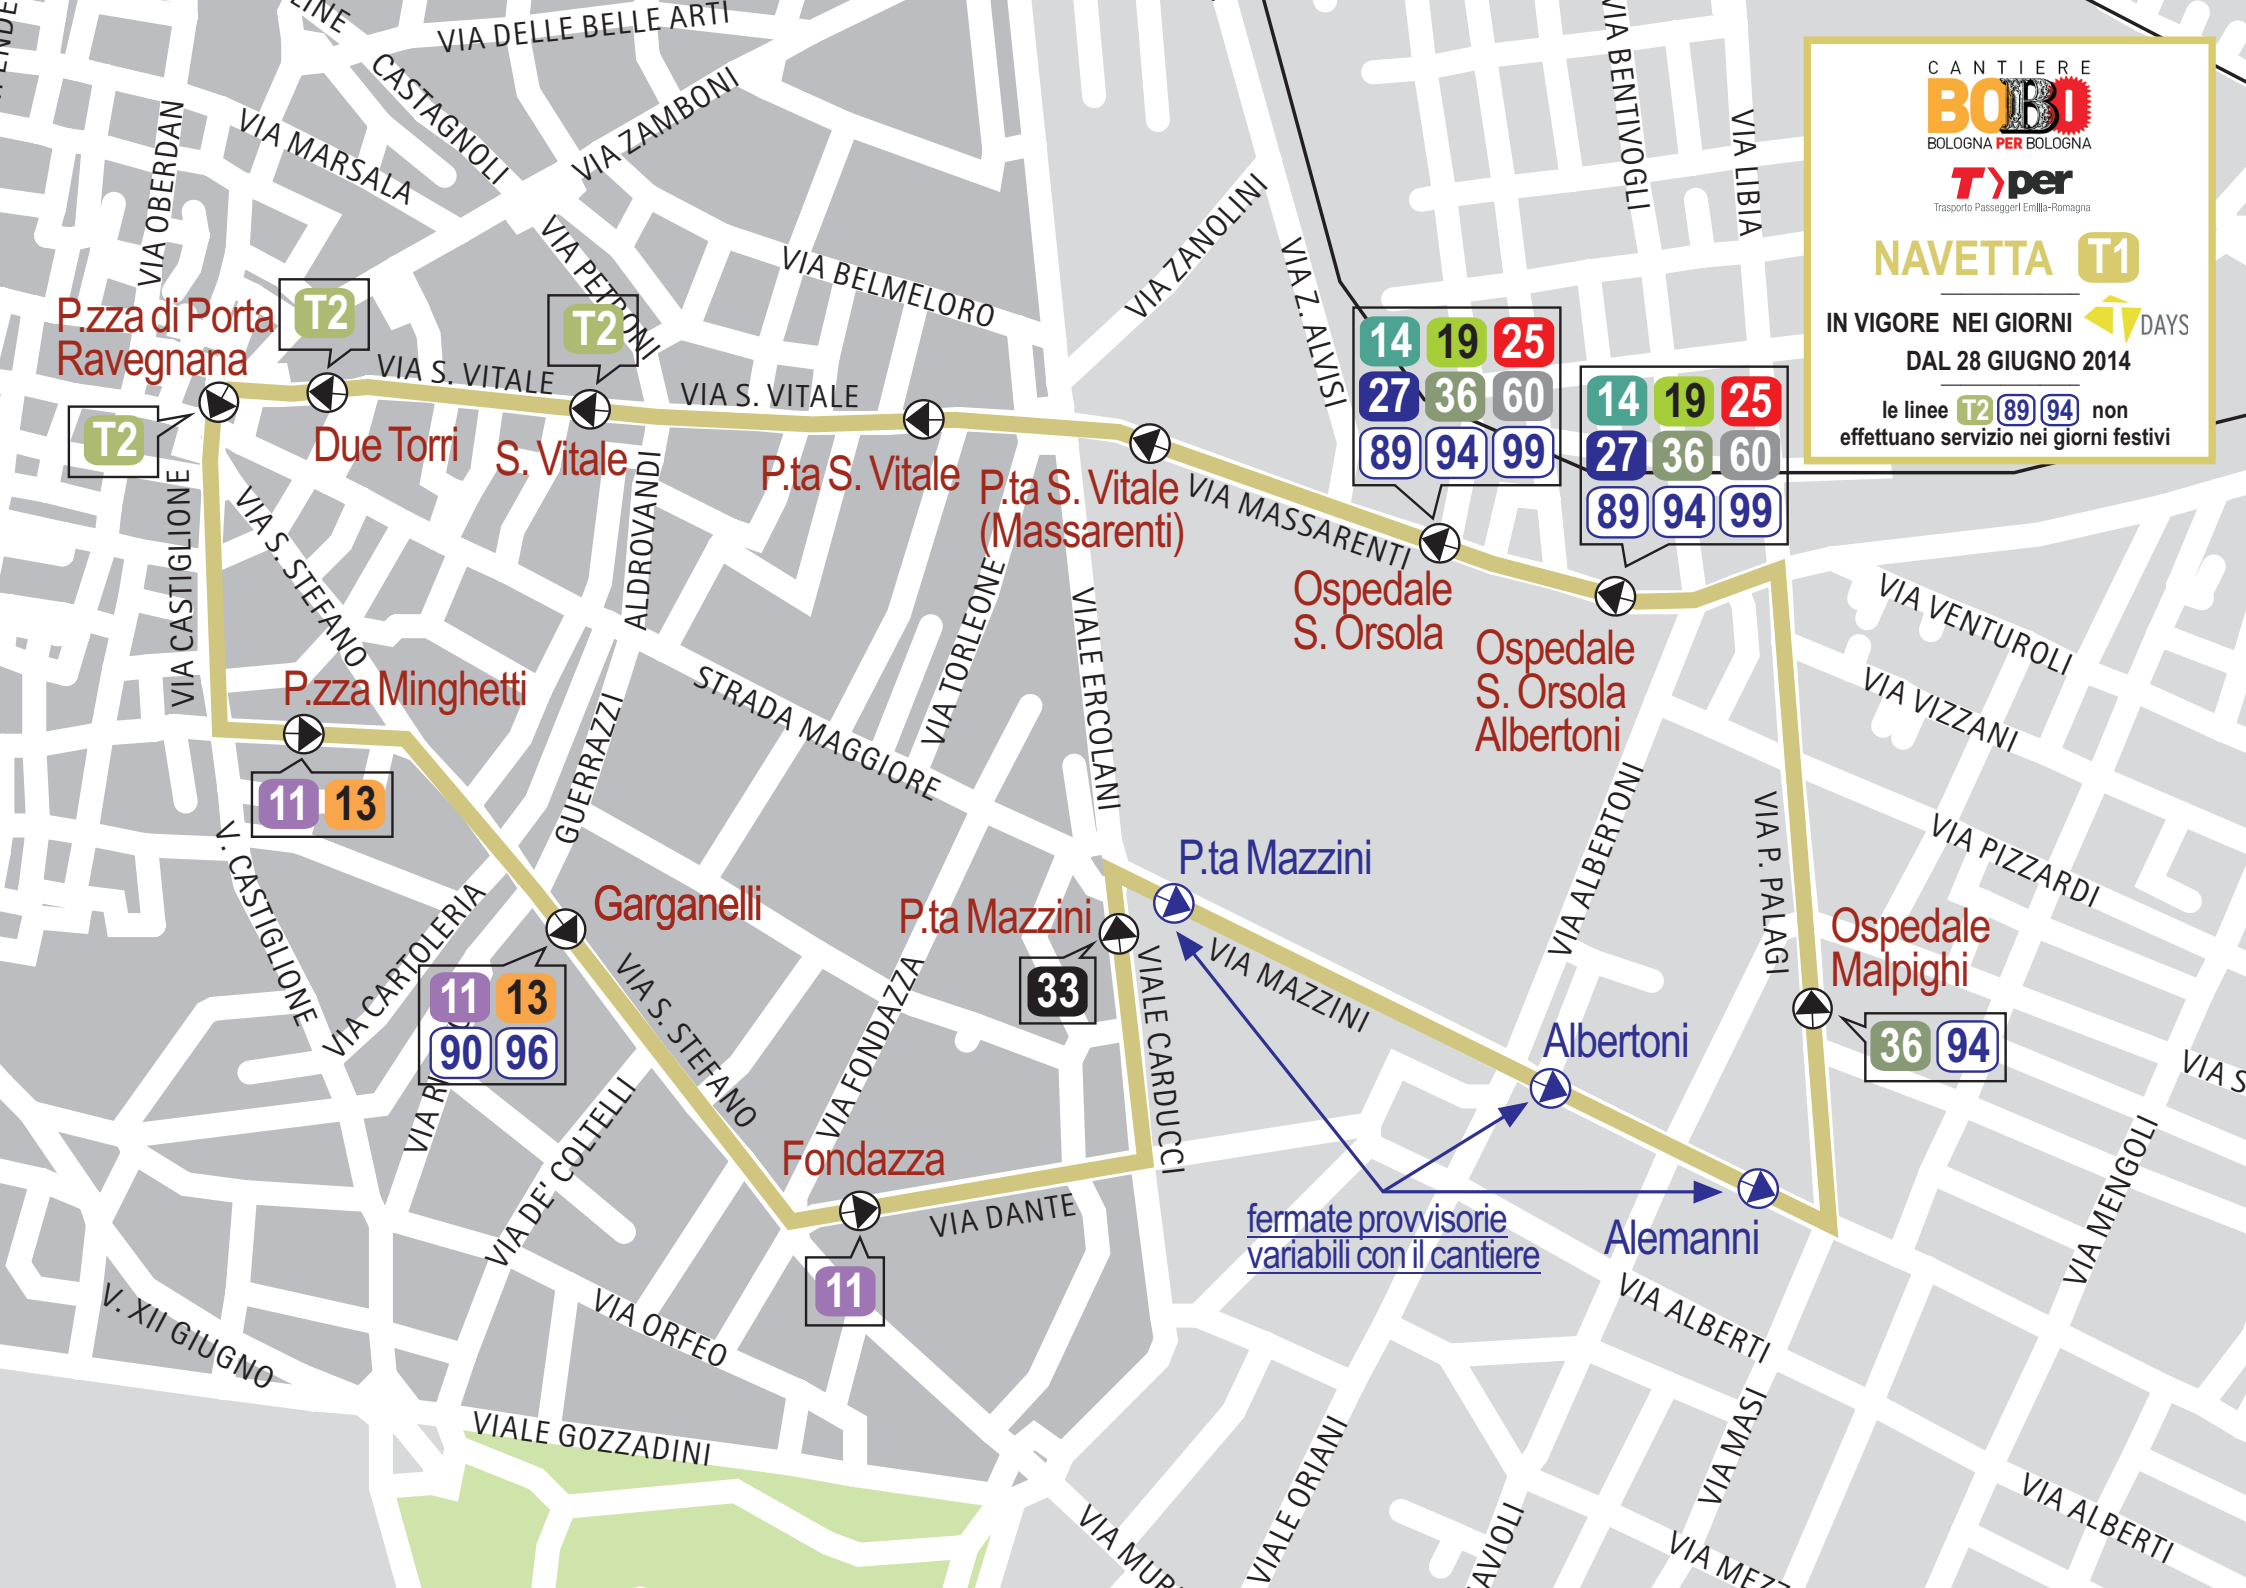 VIA DELLE BELLE ARTI
CASTAGNOLI
VIA ZAMBONI
VIA MARSALA
VIA OBERDAN
VIA PETRONI
VIA BELMELORO
VIA ZANOLINI
VIA Z. ALVISI
VIA BENTIVOGLI
VIA LIBIA
CANTIERE
BOBO
BOLOGNA PER BOLOGNA
T per
Trasporto Passeggeri Emilia-Romagna
NAVETTA T1
IN VIGORE NEI GIORNI T DAYS
DAL 28 GIUGNO 2014
le linee T2 89 94 non
effettuano servizio nei giorni festivi
P.zza di Porta
Ravegnana
T2
T2
T2
VIA S. VITALE
VIA S. VITALE
Due Torri
S. Vitale
P.ta S. Vitale
P.ta S. Vitale
(Massarenti)
VIA MASSARENTI
14 19 25
27 36 60
89 94 99
14 19 25
27 36 60
89 94 99
Ospedale
S. Orsola
Ospedale
S. Orsola
Albertoni
VIA CASTIGLIONE
VIA S. STEFANO
ALDROVANDI
VIA TORLEONE
VIALE ERCOLANI
VIA VENTUROLI
VIA VIZZANI
VIA PIZZARDI
P.zza Minghetti
11 13
GUERRAZZI
STRADA MAGGIORE
V. CASTIGLIONE
VIA CARTOLERIA
Garganelli
11 13
90 96
VIA S. STEFANO
VIA FONDAZZA
P.ta Mazzini
33
VIALE CARDUCCI
P.ta Mazzini
VIA MAZZINI
VIA ALBERTONI
VIA P. PALAGI
Ospedale
Malpighi
36 94
Albertoni
VIA DE' COLTELLI
Fondazza
11
VIA DANTE
fermate provvisorie
variabili con il cantiere
Alemanni
VIA MENGOLI
VIA ORFEO
V. XII GIUGNO
VIALE GOZZADINI
VIA ALBERTI
VIA MASI
VIALE ORIANI
VIA ALBERTI